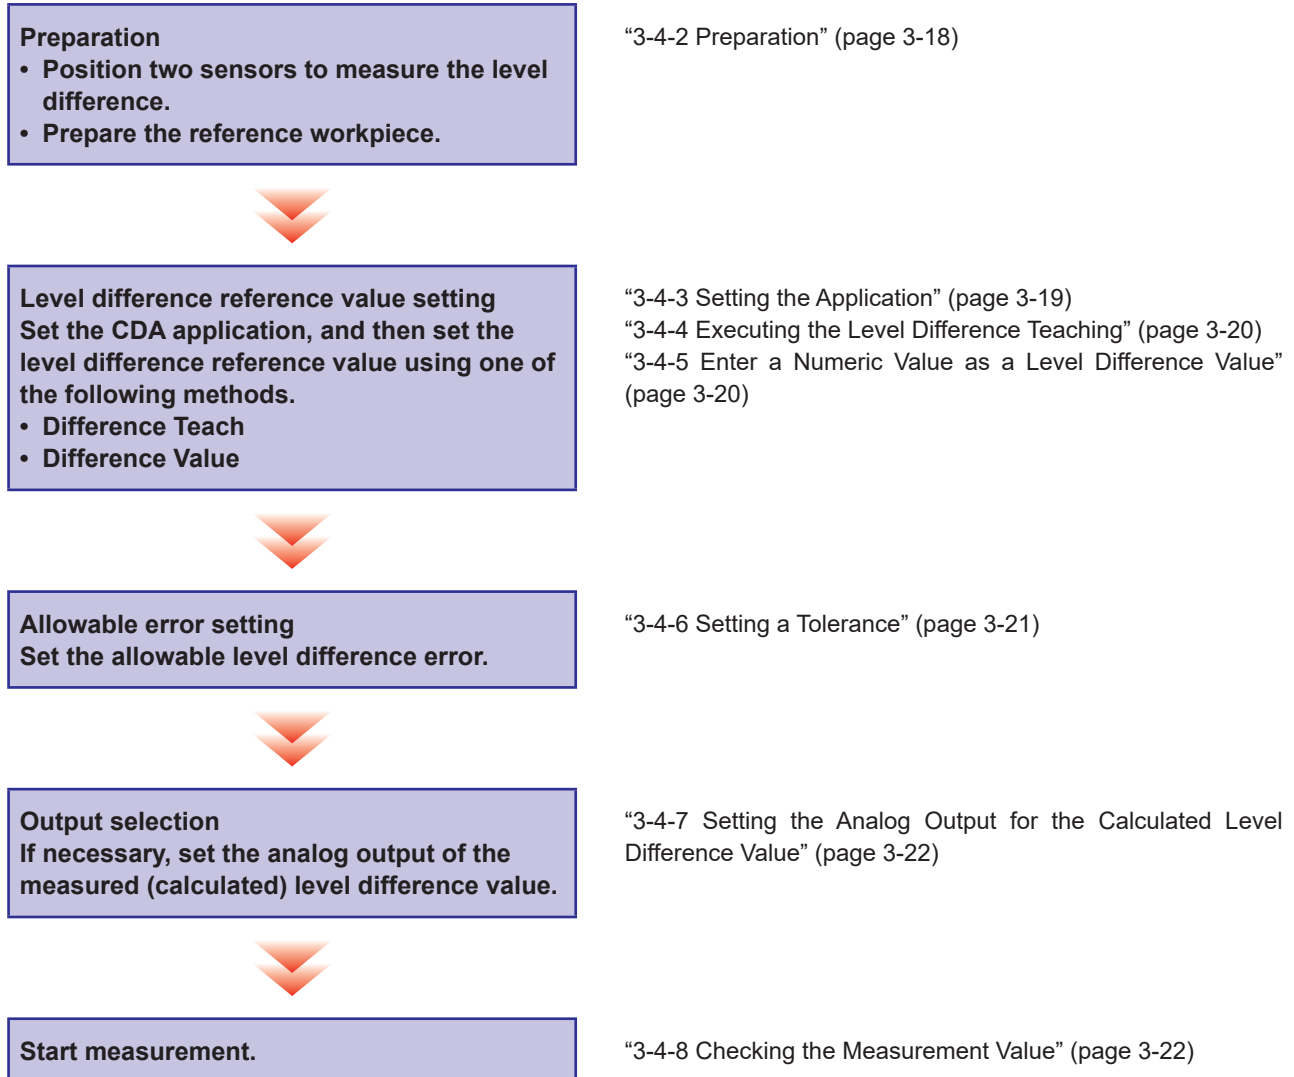 Preparation
• Position two sensors to measure the level
difference.
• Prepare the reference workpiece.
“3-4-2 Preparation” (page 3-18)
Level difference reference value setting
Set the CDA application, and then set the
level difference reference value using one of
the following methods.
• Difference Teach
• Difference Value
“3-4-3 Setting the Application” (page 3-19)
“3-4-4 Executing the Level Difference Teaching” (page 3-20)
“3-4-5 Enter a Numeric Value as a Level Difference Value”
(page 3-20)
Allowable error setting
Set the allowable level difference error.
“3-4-6 Setting a Tolerance” (page 3-21)
Output selection
If necessary, set the analog output of the
measured (calculated) level difference value.
“3-4-7 Setting the Analog Output for the Calculated Level
Difference Value” (page 3-22)
Start measurement.
“3-4-8 Checking the Measurement Value” (page 3-22)